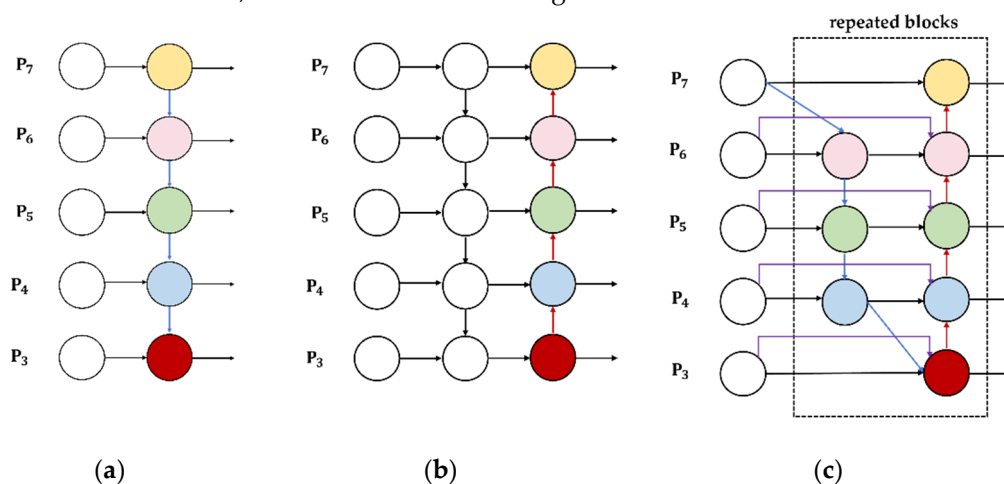 repeated blocks
P7 P7 P7
P6 P6 P6
P5 P5 P5
P4 P4 P4
P3 P3 P3
(a) (b) (c)